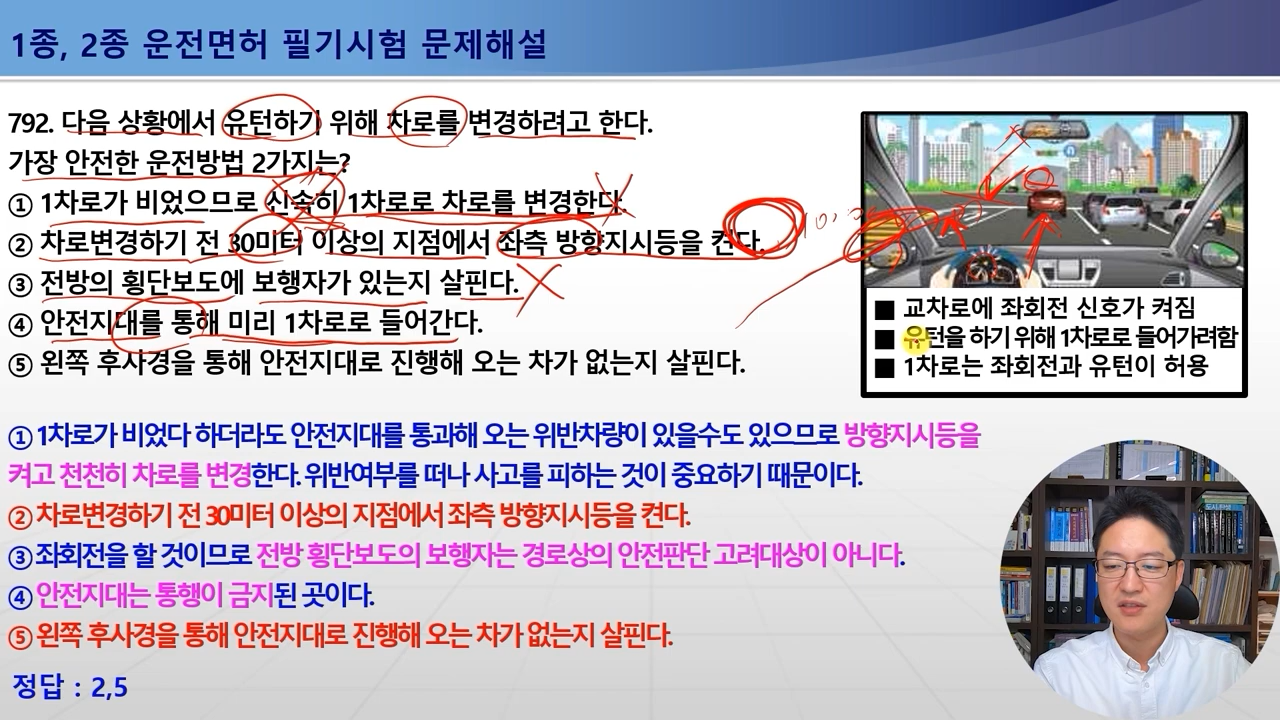 1종, 2종 운전면허 필기시험 문제해설
792. 다음 상황에서 유턴하기 위해 차로를 변경하려고 한다.
가장 안전한 운전방법 2가지는?
① 1차로가 비었으므로 신속히 1차로로 차로를 변경한다.
② 차로변경하기 전 30미터 이상의 지점에서 좌측 방향지시등을 켠다.
③ 전방의 횡단보도에 보행자가 있는지 살핀다.
④ 안전지대를 통해 미리 1차로로 들어간다.
⑤ 왼쪽 후사경을 통해 안전지대로 진행해 오는 차가 없는지 살핀다.
■ 교차로에 좌회전 신호가 켜짐
■ 유턴을 하기 위해 1차로로 들어가려함
■ 1차로는 좌회전과 유턴이 허용
① 1차로가 비었다 하더라도 안전지대를 통과해 오는 위반차량이 있을수도 있으므로 방향지시등을
켜고 천천히 차로를 변경한다. 위반여부를 떠나 사고를 피하는 것이 중요하기 때문이다.
② 차로변경하기 전 30미터 이상의 지점에서 좌측 방향지시등을 켠다.
③ 좌회전을 할 것이므로 전방 횡단보도의 보행자는 경로상의 안전판단 고려대상이 아니다.
④ 안전지대는 통행이 금지된 곳이다.
⑤ 왼쪽 후사경을 통해 안전지대로 진행해 오는 차가 없는지 살핀다.
정답 : 2,5